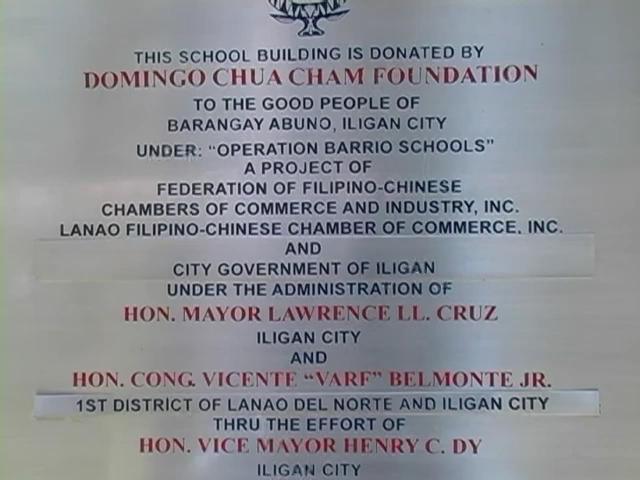 THIS SCHOOL BUILDING IS DONATED BY
DOMINGO CHUA CHAM FOUNDATION
TO THE GOOD PEOPLE OF
BARANGAY ABUNO, ILIGAN CITY
UNDER: "OPERATION BARRIO SCHOOLS"
A PROJECT OF
FEDERATION OF FILIPINO-CHINESE
CHAMBERS OF COMMERCE AND INDUSTRY, INC.
LANAO FILIPINO-CHINESE CHAMBER OF COMMERCE, INC.
AND
CITY GOVERNMENT OF ILIGAN
UNDER THE ADMINISTRATION OF
HON. MAYOR LAWRENCE LL. CRUZ
ILIGAN CITY
AND
HON. CONG. VICENTE "VARF" BELMONTE JR.
1ST DISTRICT OF LANAO DEL NORTE AND ILIGAN CITY
THRU THE EFFORT OF
HON. VICE MAYOR HENRY C. DY
ILIGAN CITY